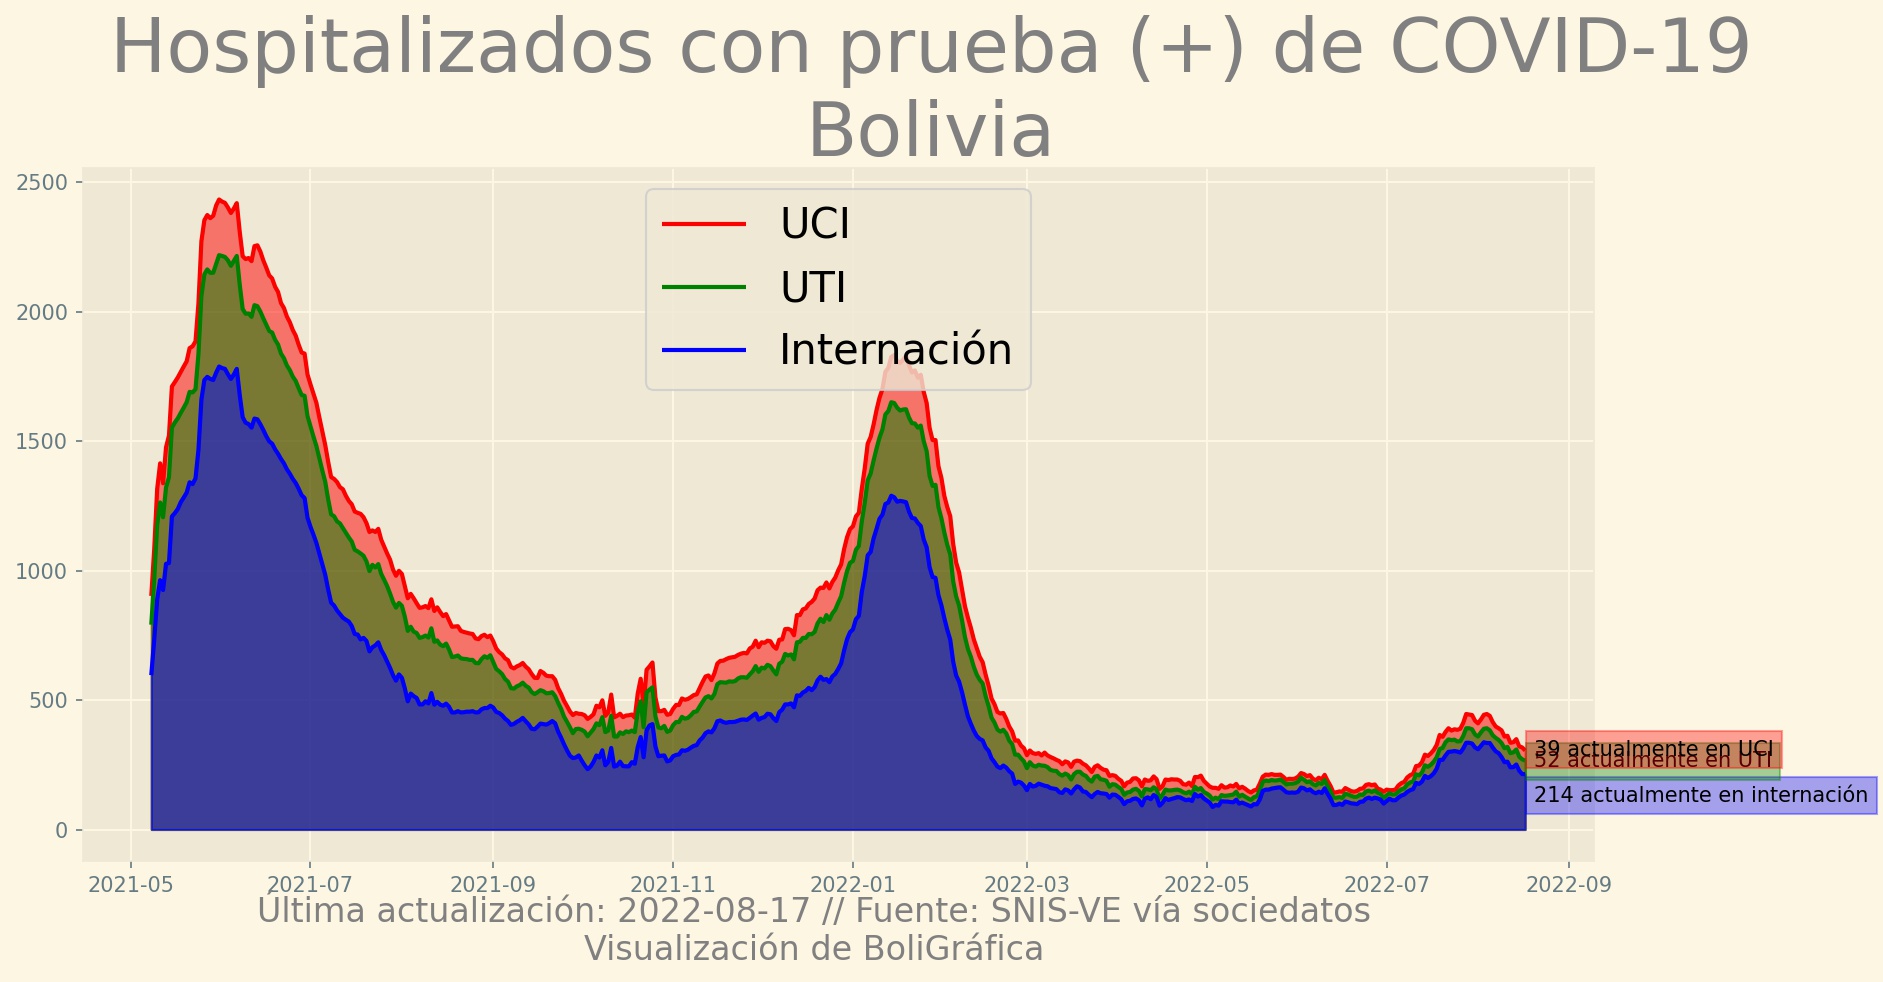 Hospitalizados con prueba (+) de COVID-19
Bolivia
2500
2000
1500
1000
500
0
UCI
UTI
Internación
39 actualmente en UCI
52 actualmente en UTI
214 actualmente en internación
2021-05 2021-07 2021-09 2021-11 2022-01 2022-03 2022-05 2022-07 2022-09
Última actualización: 2022-08-17 // Fuente: SNIS-VE vía sociedatos
Visualización de BoliGráfica